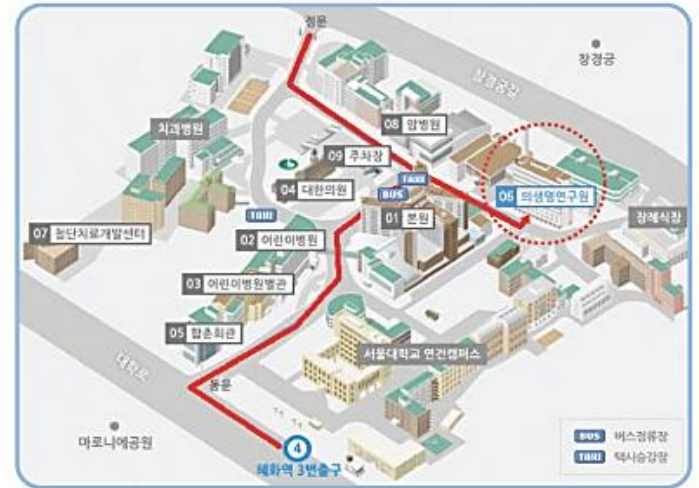 정문
창경궁
창경궁길
치과병원
08 암병원
09 주차장
TAXI
BUS
04 대한의원
06 의생명연구원
TAXI
01 본원
장례식장
07 첨단치료개발센터
02 어린이병원
03 어린이병원별관
05 함춘회관
서울대학교 연건캠퍼스
대학로
동문
마로니에공원
4
혜화역 3번출구
BUS 버스정류장
TAXI 택시승강장